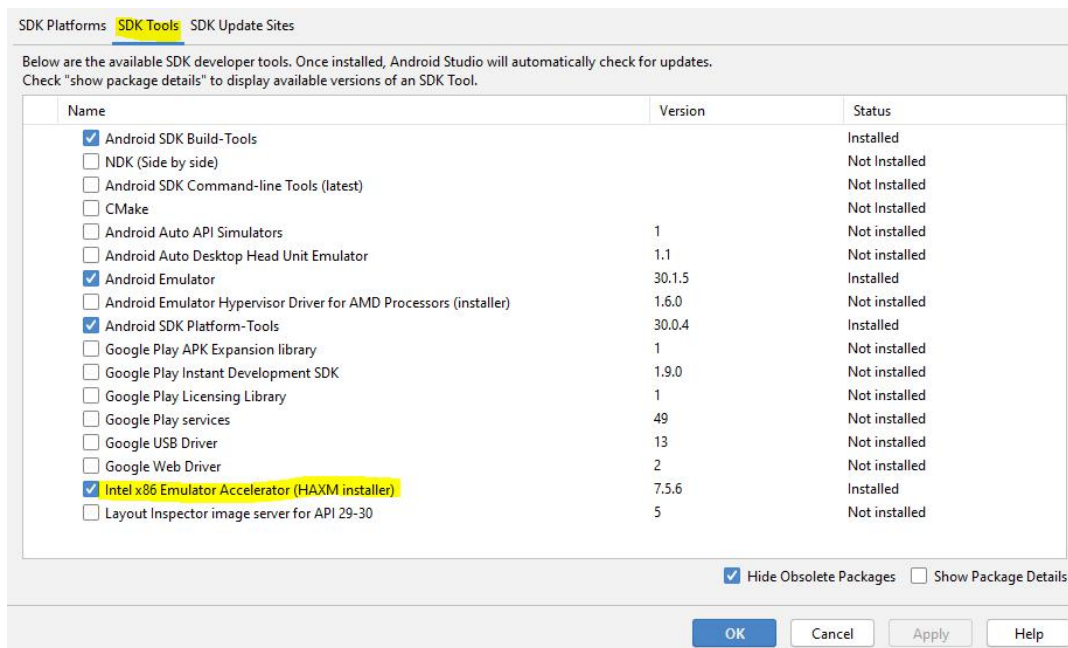 SDK Platforms SDK Tools SDK Update Sites
Below are the available SDK developer tools. Once installed, Android Studio will automatically check for updates.
Check "show package details" to display available versions of an SDK Tool.
Name Version Status
Android SDK Build-Tools Installed
NDK (Side by side) Not Installed
Android SDK Command-line Tools (latest) Not Installed
CMake Not Installed
Android Auto API Simulators 1 Not installed
Android Auto Desktop Head Unit Emulator 1.1 Not installed
Android Emulator 30.1.5 Installed
Android Emulator Hypervisor Driver for AMD Processors (installer) 1.6.0 Not installed
Android SDK Platform-Tools 30.0.4 Installed
Google Play APK Expansion library 1 Not installed
Google Play Instant Development SDK 1.9.0 Not installed
Google Play Licensing Library 1 Not installed
Google Play services 49 Not installed
Google USB Driver 13 Not installed
Google Web Driver 2 Not installed
Intel x86 Emulator Accelerator (HAXM installer) 7.5.6 Installed
Layout Inspector image server for API 29-30 5 Not installed
Hide Obsolete Packages Show Package Details
OK Cancel Apply Help